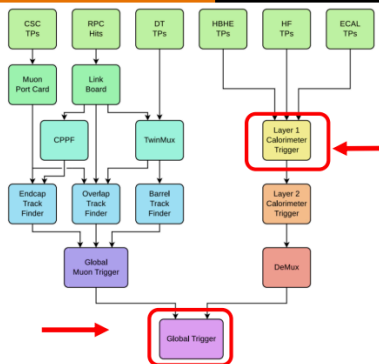 CSC
TPs
RPC
Hits
DT
TPs
HBHE
TPs
HF
TPs
ECAL
TPs
Muon
Port Card
Link
Board
CPPF
TwinMux
Layer 1
Calorimeter
Trigger
Endcap
Track
Finder
Overlap
Track
Finder
Barrel
Track
Finder
Layer 2
Calorimeter
Trigger
Global
Muon Trigger
DeMux
Global Trigger